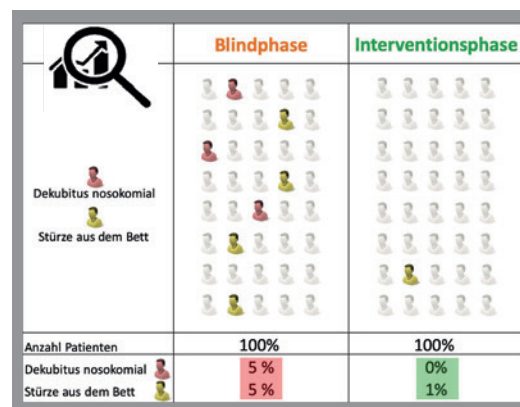 Blindphase
Interventionsphase
Dekubitus nosokomial
Stürze aus dem Bett
Anzahl Patienten 100% 100%
Dekubitus nosokomial 5 % 0%
Stürze aus dem Bett 5 % 1%